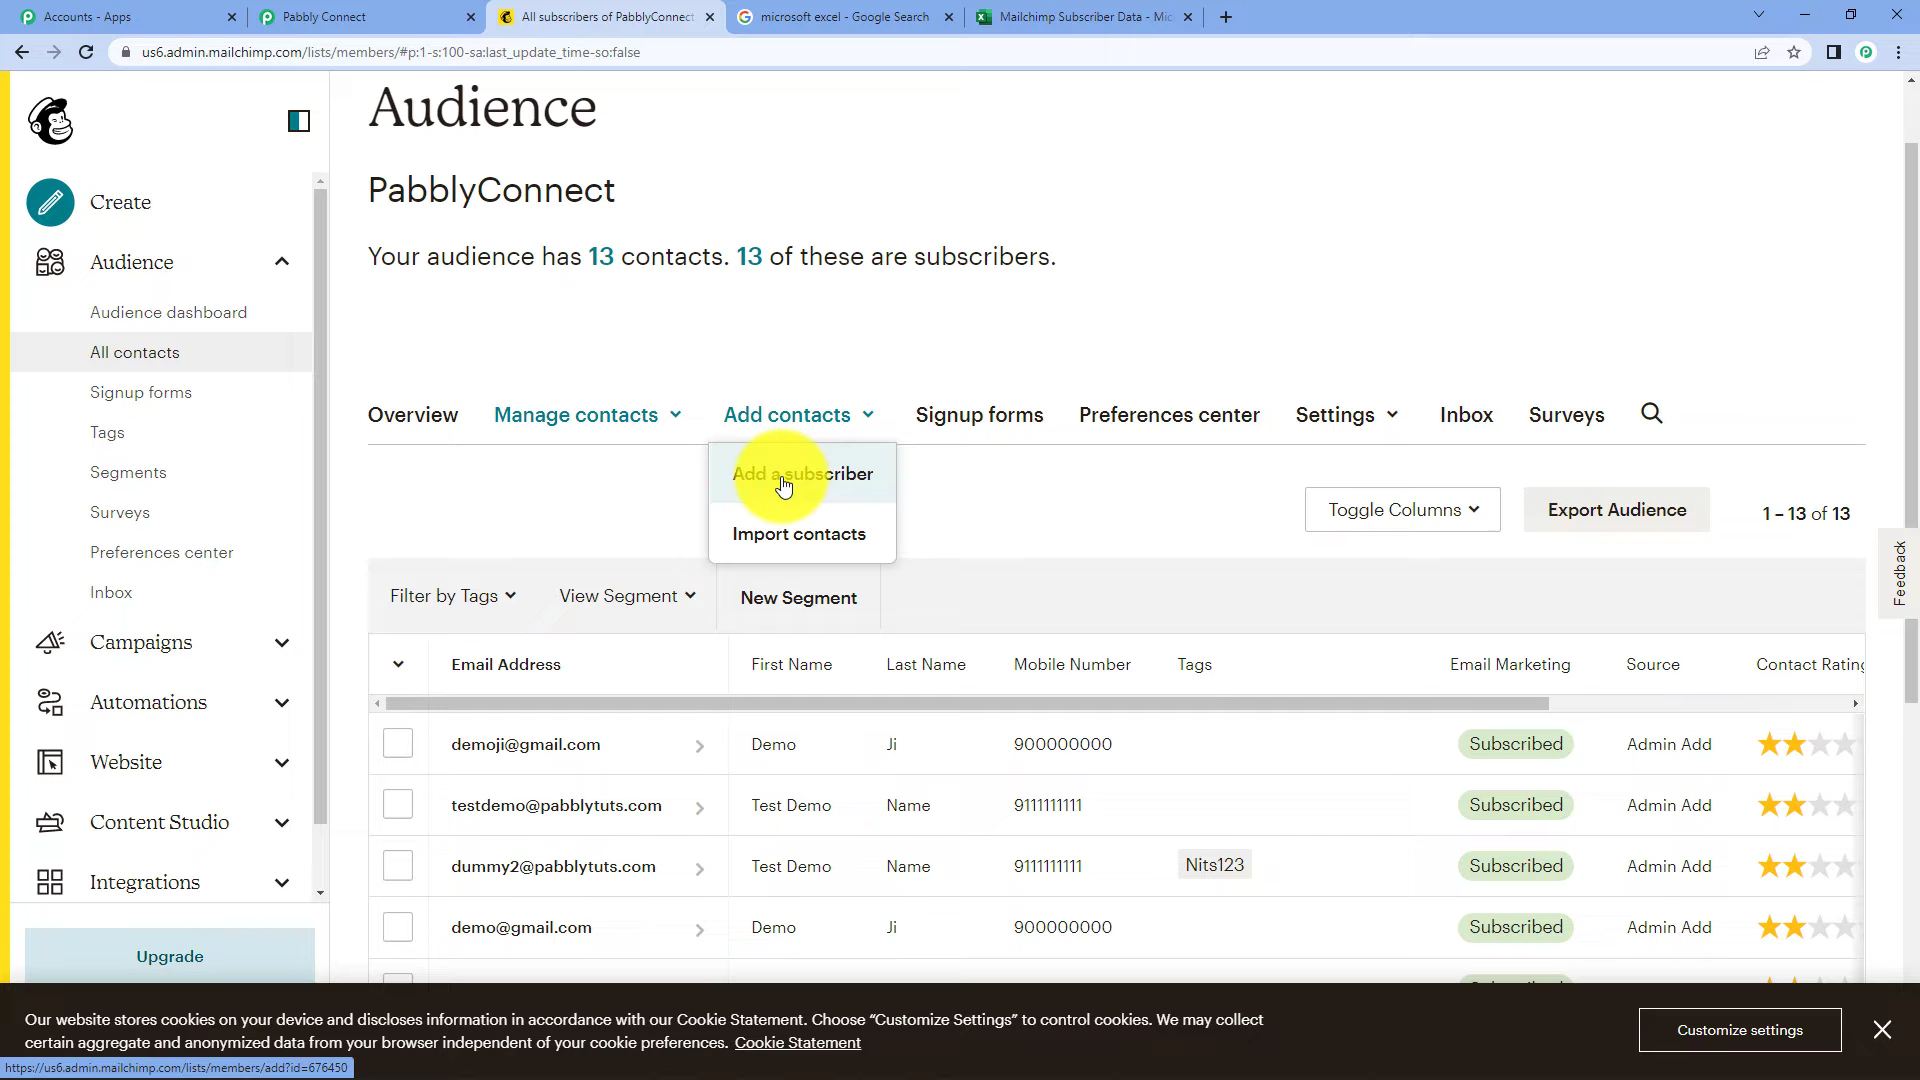 Accounts - Apps
Pabbly Connect
All subscribers of PabblyConnect
microsoft excel - Google Search
Mailchimp Subscriber Data - Mic
us6.admin.mailchimp.com/lists/members/#p:1-s:100-sa:last_update_time-so:false
Create
Audience
Audience dashboard
All contacts
Signup forms
Tags
Segments
Surveys
Preferences center
Inbox
Campaigns
Automations
Website
Content Studio
Integrations
Upgrade
Audience
PabblyConnect
Your audience has 13 contacts. 13 of these are subscribers.
Overview Manage contacts Add contacts Signup forms Preferences center Settings Inbox Surveys
Add a subscriber
Import contacts
Toggle Columns Export Audience 1 – 13 of 13
Feedback
Filter by Tags View Segment New Segment
Email Address First Name Last Name Mobile Number Tags Email Marketing Source Contact Rating
demoji@gmail.com Demo Ji 900000000 Subscribed Admin Add
testdemo@pabblytuts.com Test Demo Name 9111111111 Subscribed Admin Add
dummy2@pabblytuts.com Test Demo Name 9111111111 Nits123 Subscribed Admin Add
demo@gmail.com Demo Ji 900000000 Subscribed Admin Add
Our website stores cookies on your device and discloses information in accordance with our Cookie Statement. Choose “Customize Settings” to control cookies. We may collect
certain aggregate and anonymized data from your browser independent of your cookie preferences. Cookie Statement
Customize settings
https://us6.admin.mailchimp.com/lists/members/add?id=676450